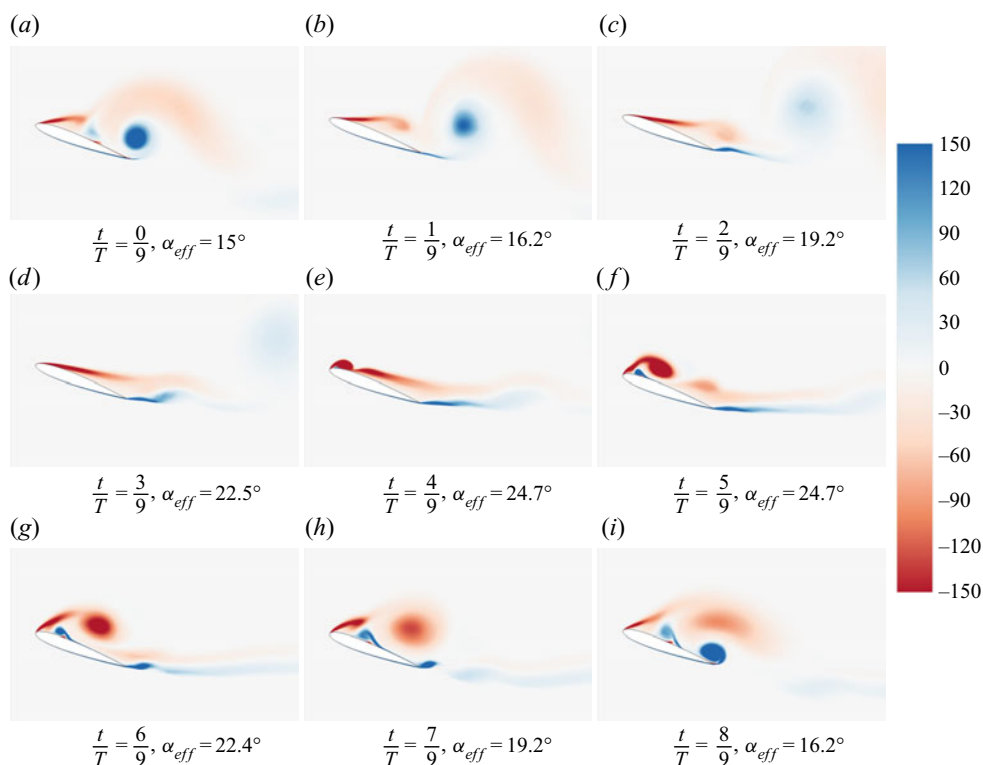 (a)
(b)
(c)
t/T = 0/9, α_eff = 15°
t/T = 1/9, α_eff = 16.2°
t/T = 2/9, α_eff = 19.2°
(d)
(e)
(f)
t/T = 3/9, α_eff = 22.5°
t/T = 4/9, α_eff = 24.7°
t/T = 5/9, α_eff = 24.7°
(g)
(h)
(i)
t/T = 6/9, α_eff = 22.4°
t/T = 7/9, α_eff = 19.2°
t/T = 8/9, α_eff = 16.2°
150
120
90
60
30
0
–30
–60
–90
–120
–150